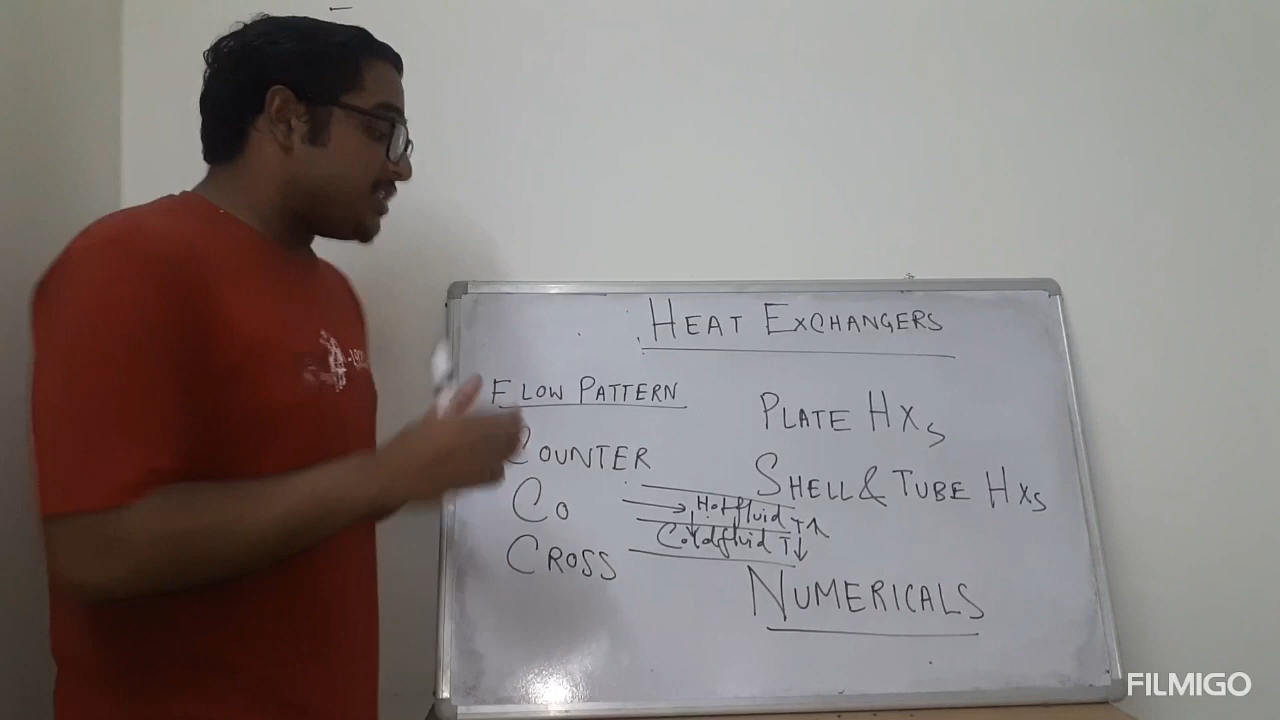 HEAT EXCHANGERS
FLOW PATTERN
COUNTER
CO
CROSS
PLATE HXs
SHELL & TUBE HXs
Hot fluid T↑
Cold fluid T↓
NUMERICALS
FILMIGO